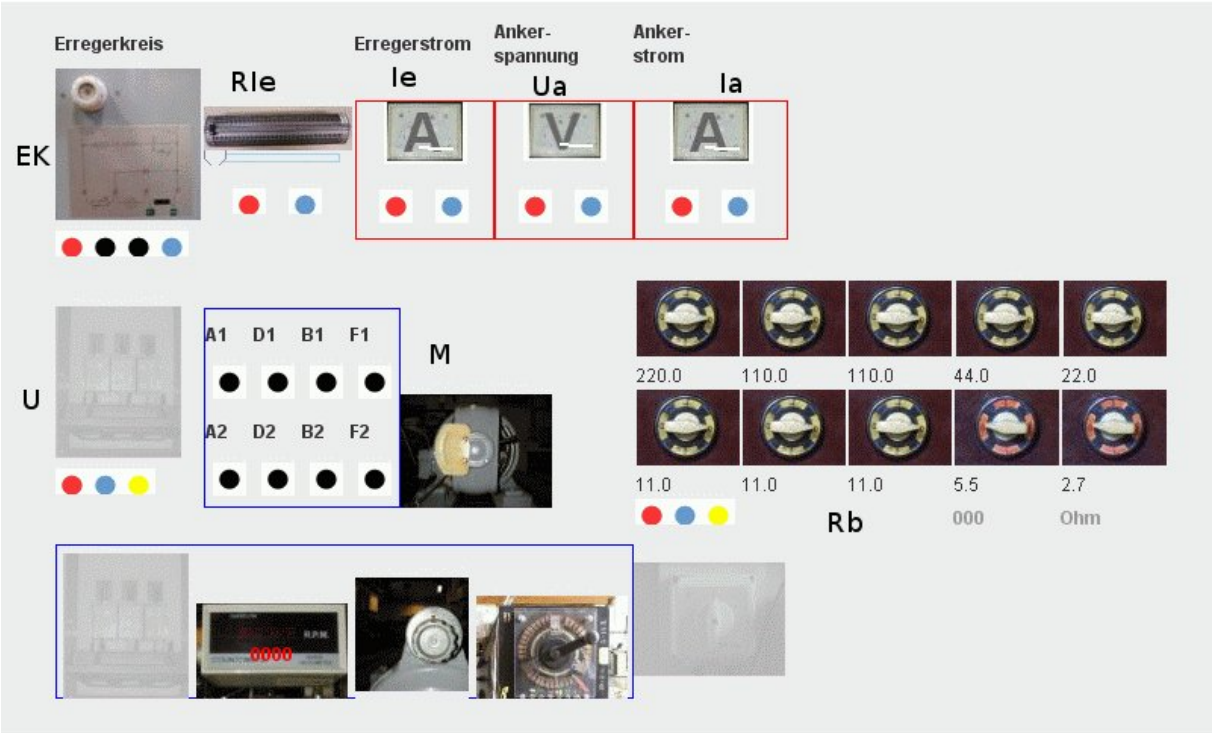 Erregerkreis
RIe
Erregerstrom
Ie
Anker-
spannung
Ua
Anker-
strom
Ia
EK
A
V
A
U
A1 D1 B1 F1
A2 D2 B2 F2
M
220.0 110.0 110.0 44.0 22.0
11.0 11.0 11.0 5.5 2.7
Rb
000 Ohm
R.P.M.
0000